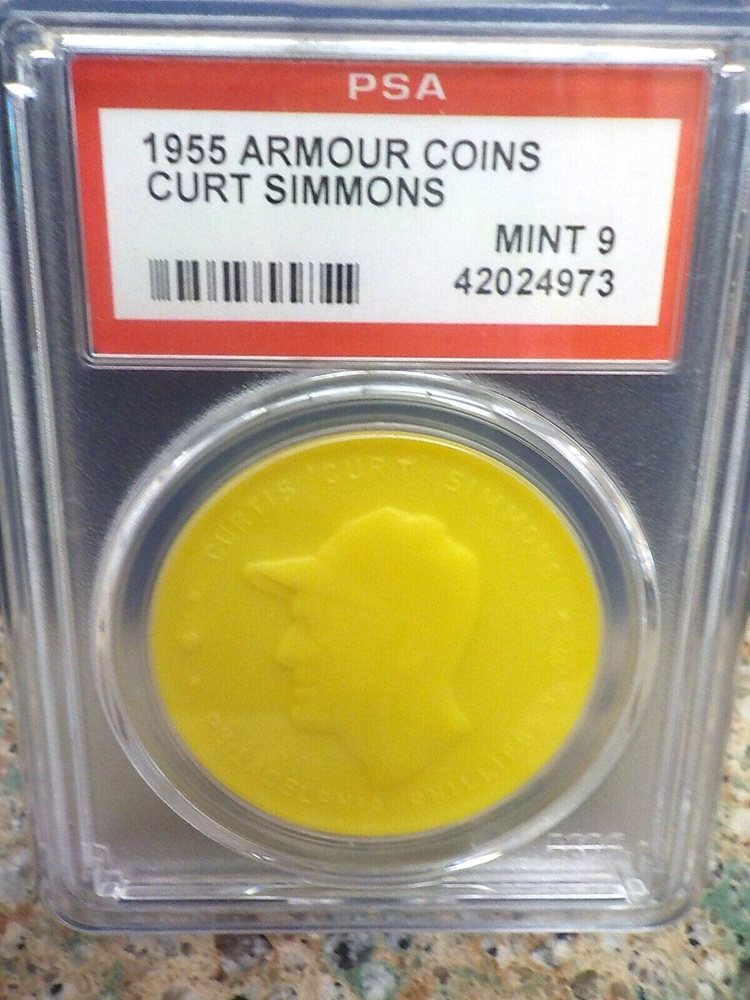 PSA
1955 ARMOUR COINS
CURT SIMMONS
MINT 9
42024973
CURTIS "CURT" SIMMONS
PHILADELPHIA PHILLIES